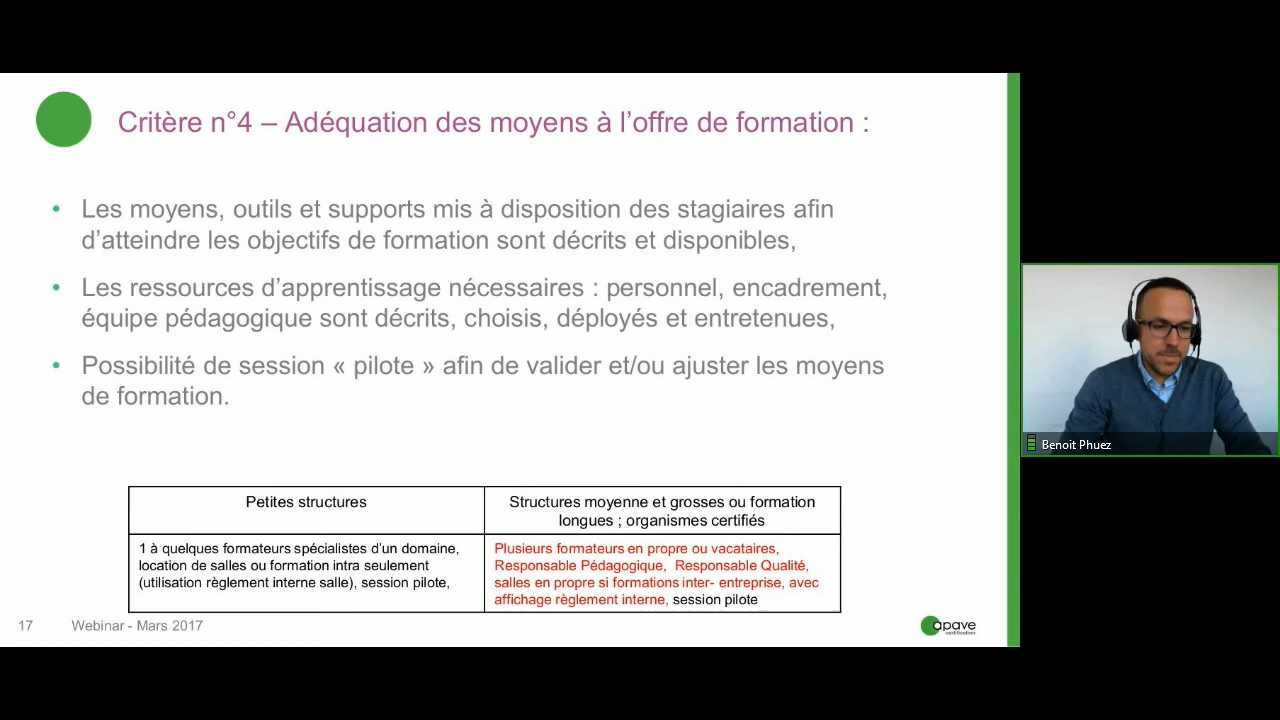 Critère n°4 – Adéquation des moyens à l’offre de formation :
• Les moyens, outils et supports mis à disposition des stagiaires afin
d’atteindre les objectifs de formation sont décrits et disponibles,
• Les ressources d’apprentissage nécessaires : personnel, encadrement,
équipe pédagogique sont décrits, choisis, déployés et entretenues,
• Possibilité de session « pilote » afin de valider et/ou ajuster les moyens
de formation.
Petites structures
Structures moyenne et grosses ou formation
longues ; organismes certifiés
1 à quelques formateurs spécialistes d’un domaine,
location de salles ou formation intra seulement
(utilisation règlement interne salle), session pilote,
Plusieurs formateurs en propre ou vacataires,
Responsable Pédagogique, Responsable Qualité,
salles en propre si formations inter- entreprise, avec
affichage règlement interne, session pilote
17 Webinar - Mars 2017
apave
certification
Benoit Phuez